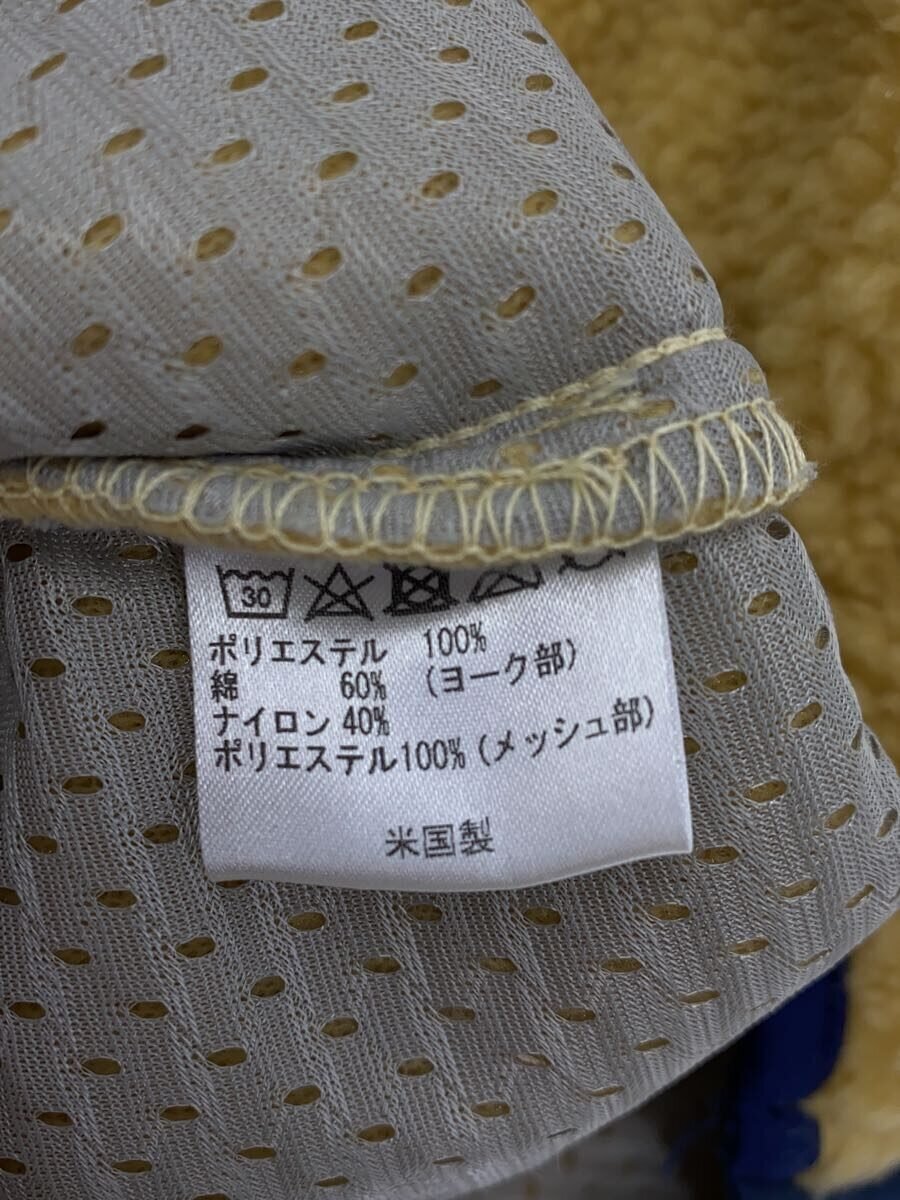 30
ポリエステル 100%
綿 60% (ヨーク部)
ナイロン 40%
ポリエステル100% (メッシュ部)
米国製